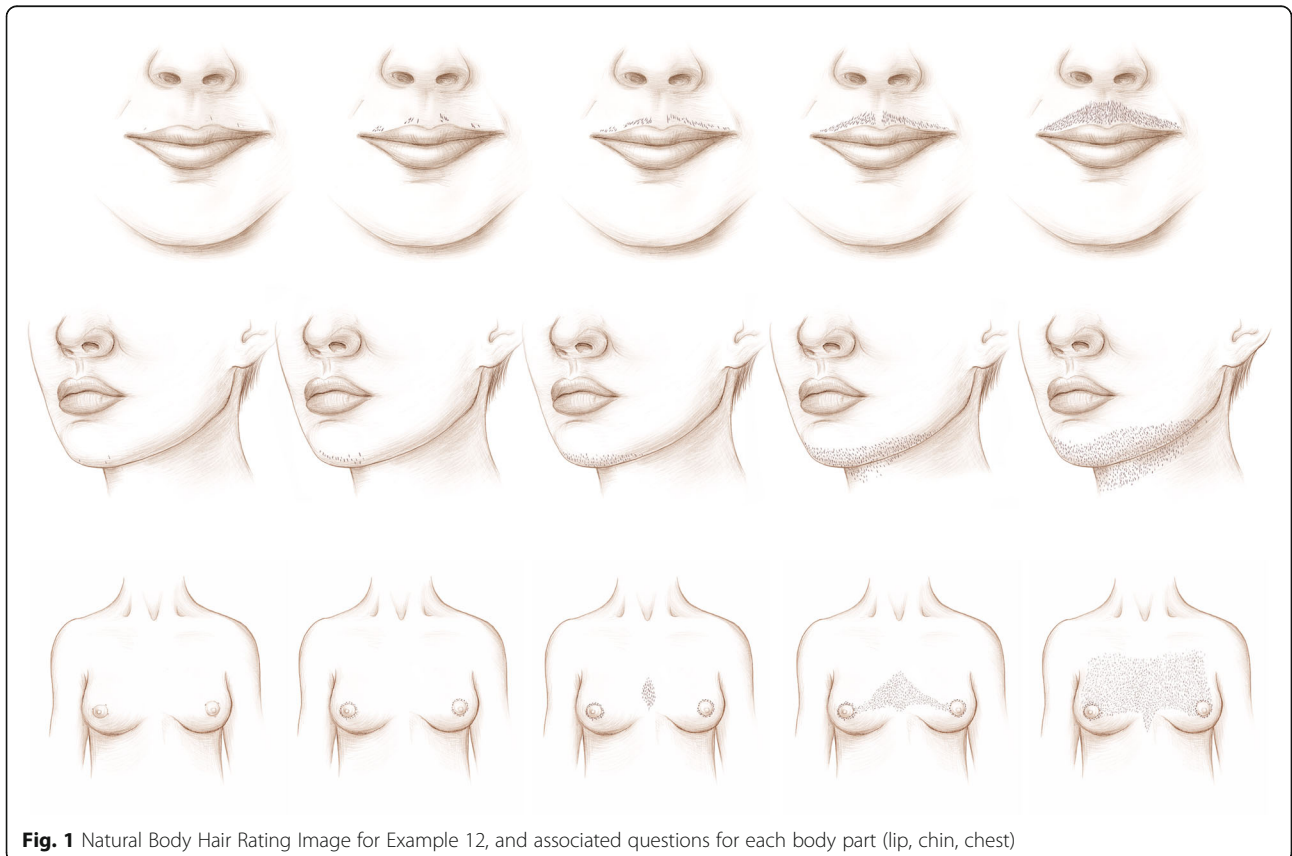 Fig. 1 Natural Body Hair Rating Image for Example 12, and associated questions for each body part (lip, chin, chest)